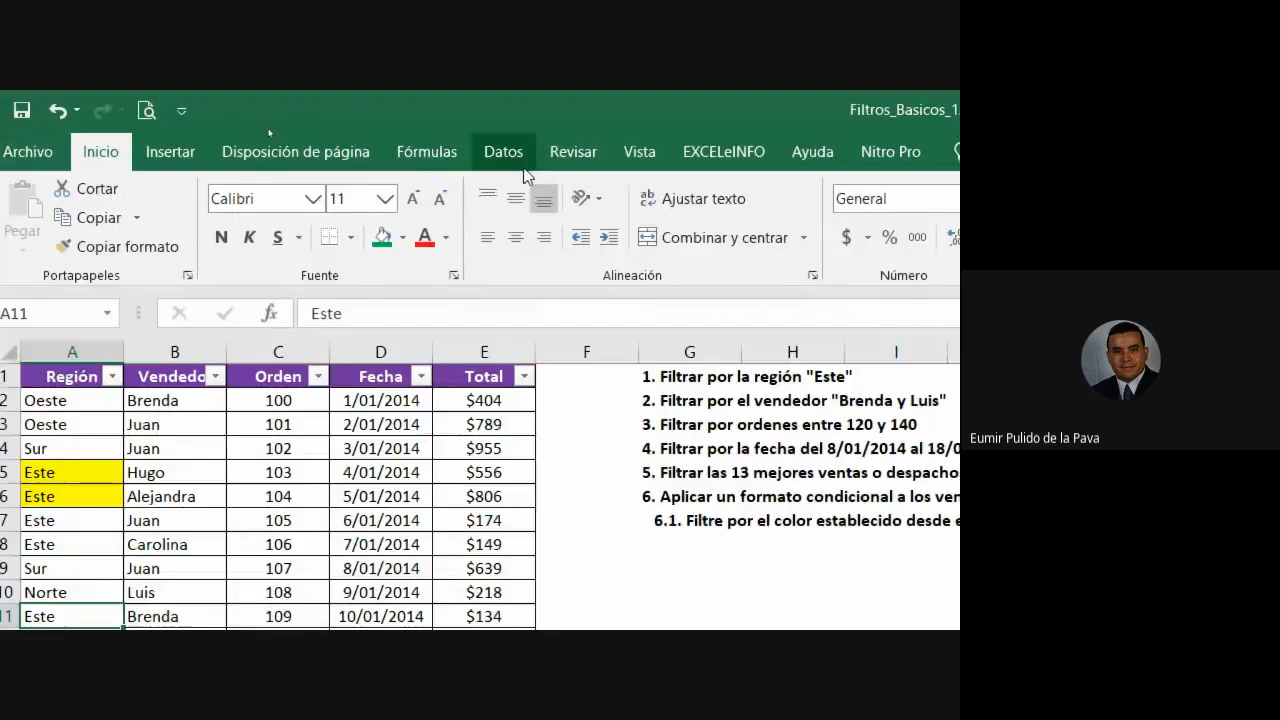 Filtros_Basicos_1
Archivo Inicio Insertar Disposición de página Fórmulas Datos Revisar Vista EXCELeINFO Ayuda Nitro Pro
Pegar Cortar Calibri 11 A A ab Ajustar texto General
Copiar
Copiar formato N K S A Combinar y centrar $ % 000
Portapapeles Fuente Alineación Número
A11 fx Este
A B C D E F G H I
1 Región Vendedo Orden Fecha Total 1. Filtrar por la región "Este"
2 Oeste Brenda 100 1/01/2014 $404 2. Filtrar por el vendedor "Brenda y Luis"
3 Oeste Juan 101 2/01/2014 $789 3. Filtrar por ordenes entre 120 y 140
4 Sur Juan 102 3/01/2014 $955 4. Filtrar por la fecha del 8/01/2014 al 18/0
5 Este Hugo 103 4/01/2014 $556 5. Filtrar las 13 mejores ventas o despacho
6 Este Alejandra 104 5/01/2014 $806 6. Aplicar un formato condicional a los ven
7 Este Juan 105 6/01/2014 $174 6.1. Filtre por el color establecido desde e
8 Este Carolina 106 7/01/2014 $149
9 Sur Juan 107 8/01/2014 $639
10 Norte Luis 108 9/01/2014 $218
11 Este Brenda 109 10/01/2014 $134
Eumir Pulido de la Pava